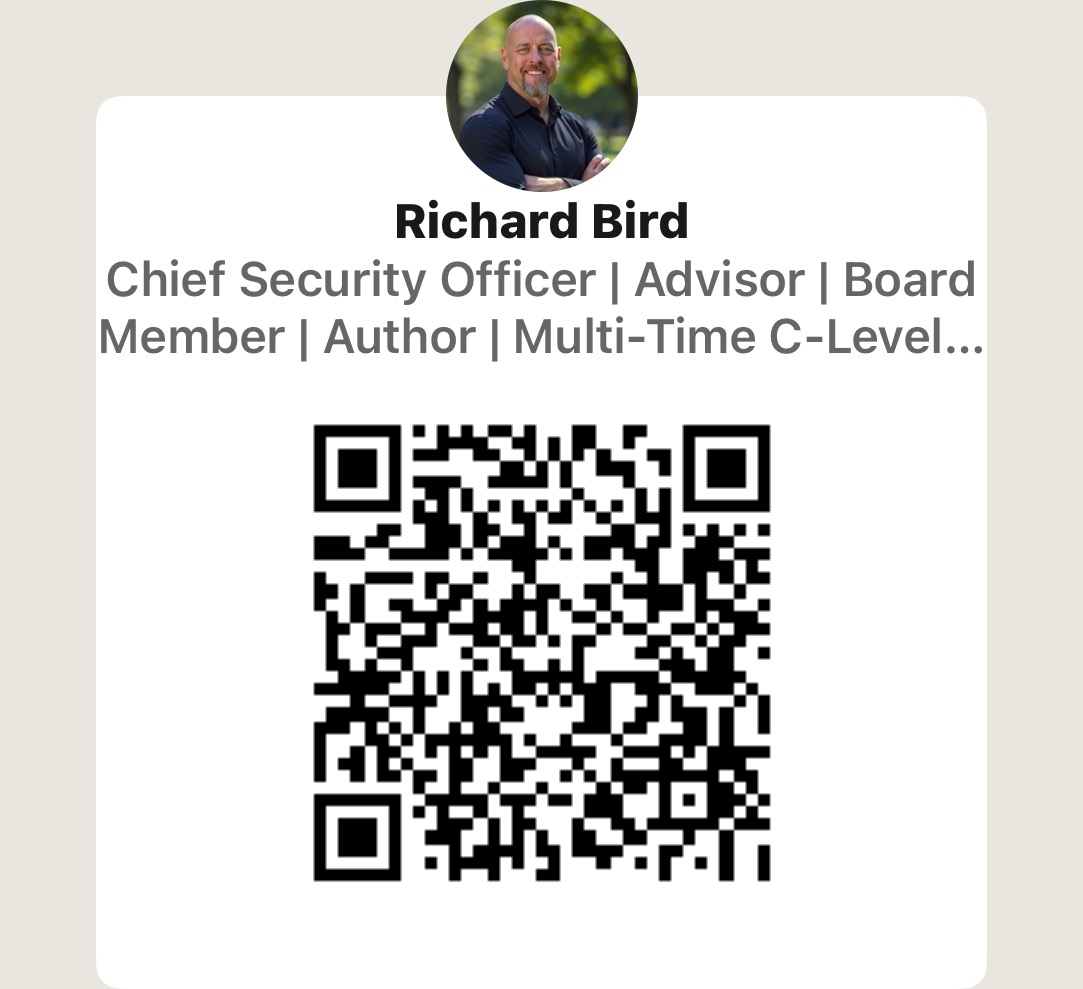 Richard Bird
Chief Security Officer | Advisor | Board
Member | Author | Multi-Time C-Level...